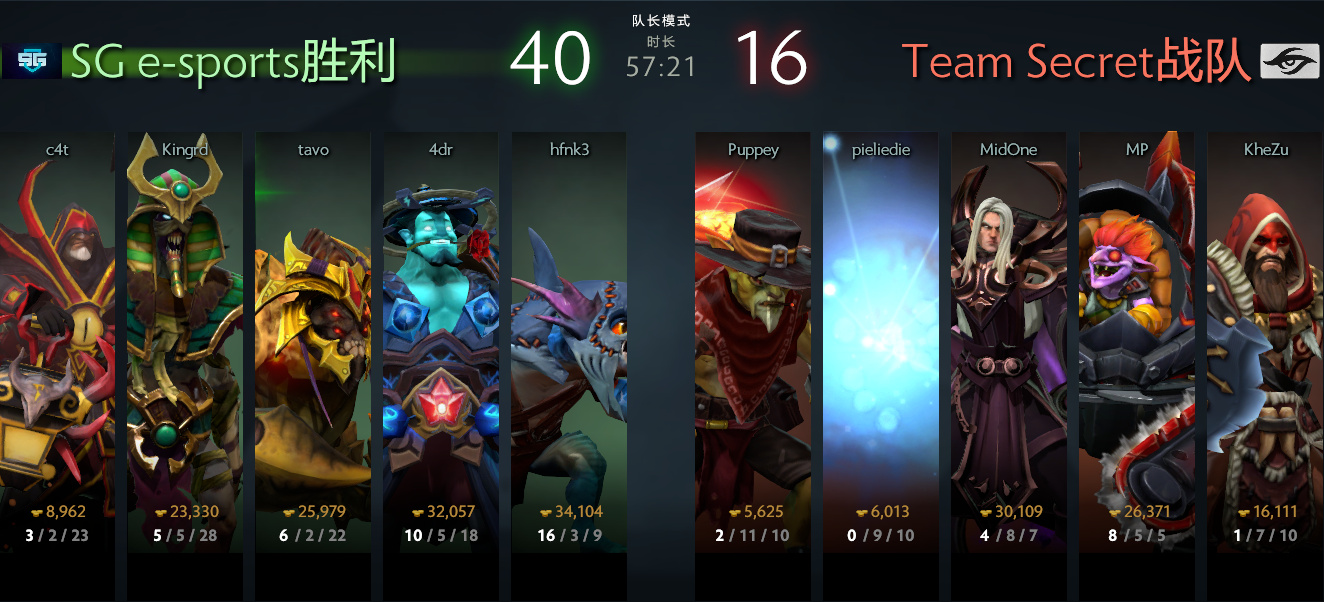 SG
SG e-sports胜利
40
队长模式
时长
57:21
16
Team Secret战队
c4t
Kingrd
tavo
4dr
hfnk3
Puppey
pieliedie
MidOne
MP
KheZu
8,962
23,330
25,979
32,057
34,104
5,625
6,013
30,109
26,371
16,111
3 / 2 / 23
5 / 5 / 28
6 / 2 / 22
10 / 5 / 18
16 / 3 / 9
2 / 11 / 10
0 / 9 / 10
4 / 8 / 7
8 / 5 / 5
1 / 7 / 10